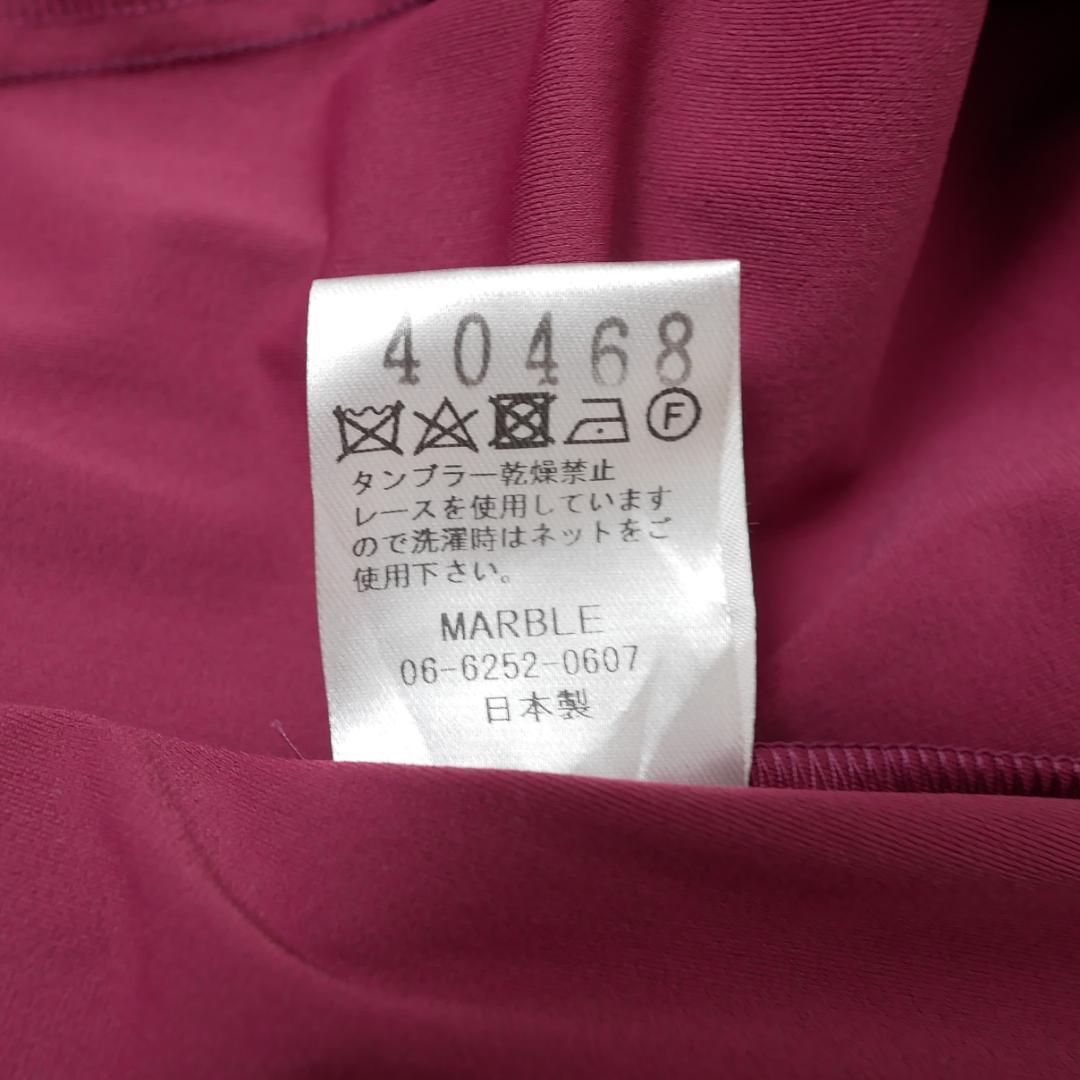 40468
F
タンブラー乾燥禁止
レースを使用しています
ので洗濯時はネットをご
使用下さい。
MARBLE
06-6252-0607
日本製